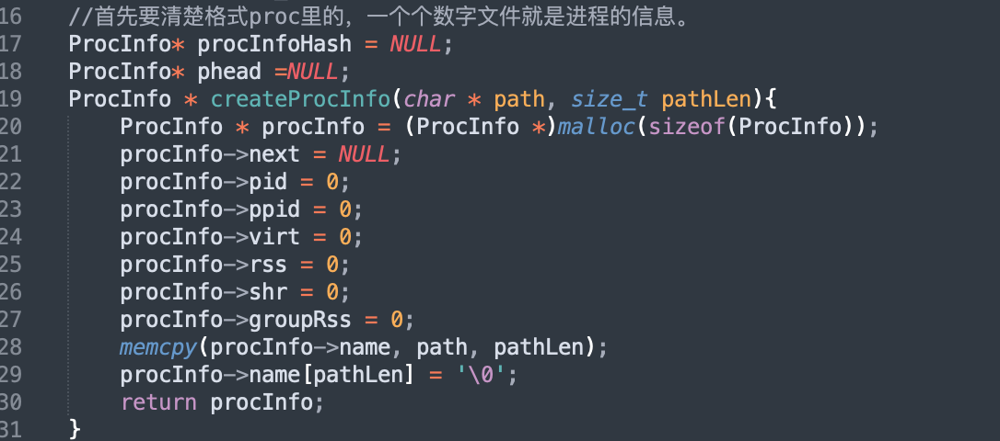 16 //首先要清楚格式proc里的，一个个数字文件就是进程的信息。
17 ProcInfo* procInfoHash = NULL;
18 ProcInfo* phead =NULL;
19 ProcInfo * createProcInfo(char * path, size_t pathLen){
20     ProcInfo * procInfo = (ProcInfo *)malloc(sizeof(ProcInfo));
21     procInfo->next = NULL;
22     procInfo->pid = 0;
23     procInfo->ppid = 0;
24     procInfo->virt = 0;
25     procInfo->rss = 0;
26     procInfo->shr = 0;
27     procInfo->groupRss = 0;
28     memcpy(procInfo->name, path, pathLen);
29     procInfo->name[pathLen] = '\0';
30     return procInfo;
31 }